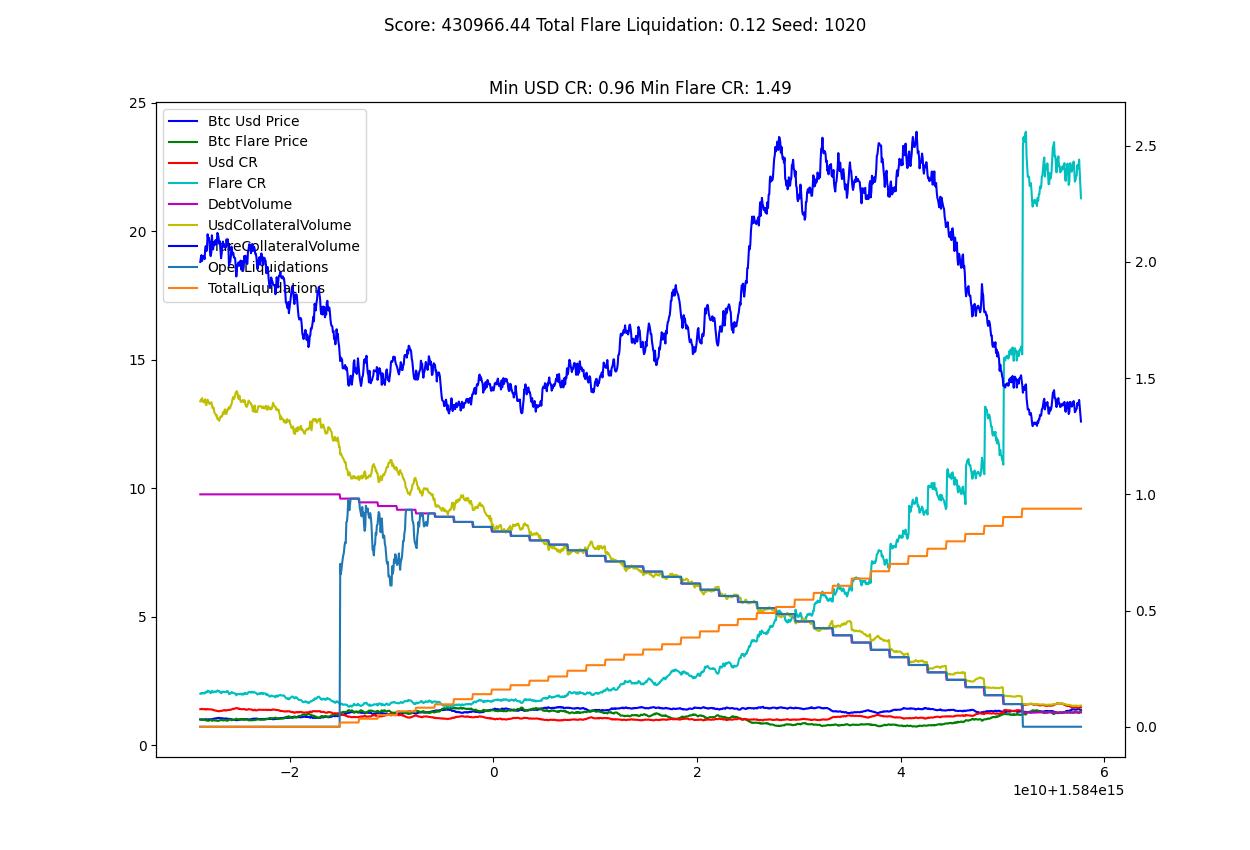 Score: 430966.44 Total Flare Liquidation: 0.12 Seed: 1020
Min USD CR: 0.96 Min Flare CR: 1.49
Btc Usd Price
Btc Flare Price
Usd CR
Flare CR
DebtVolume
UsdCollateralVolume
FlareCollateralVolume
OpenLiquidations
TotalLiquidations
25
20
15
10
5
0
2.5
2.0
1.5
1.0
0.5
0.0
−2
0
2
4
6
1e10+1.584e15